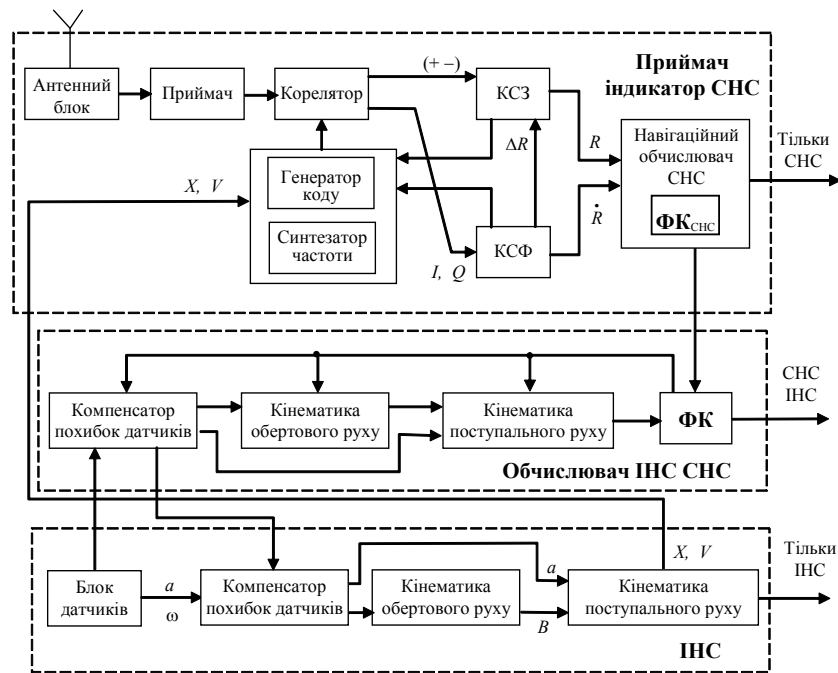 Приймач
індикатор СНС
Антенний
блок
Приймач
Корелятор
(+ –)
КСЗ
ΔR
R
Ṙ
Навігаційний
обчислювач
СНС
ФКСНС
Тільки
СНС
X, V
Генератор
коду
Синтезатор
частоти
I, Q
КСФ
Компенсатор
похибок датчиків
Кінематика
обертового руху
Кінематика
поступального руху
ФК
СНС
ІНС
Обчислювач ІНС СНС
Блок
датчиків
a
ω
Компенсатор
похибок датчиків
Кінематика
обертового руху
a
B
X, V
Кінематика
поступального руху
Тільки
ІНС
ІНС